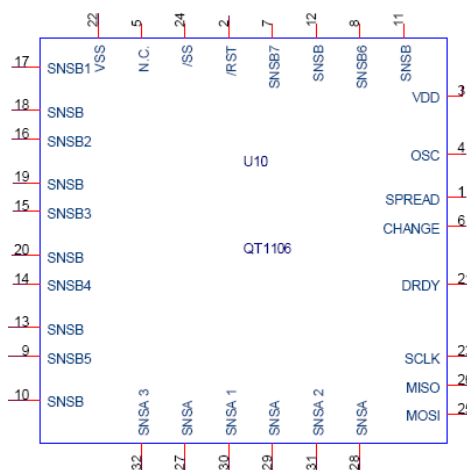 22 5 24 2 7 12 8 11
VSS N.C. /SS /RST SNSB7 SNSB SNSB6 SNSB
17 SNSB1
VDD 3
18 SNSB
16 SNSB2
U10
OSC 4
19 SNSB
SPREAD 1
15 SNSB3
CHANGE 6
QT1106
20 SNSB
14 SNSB4
DRDY
13 SNSB
9 SNSB5
SCLK 23
MISO
10 SNSB
MOSI 25
SNSA 3 SNSA SNSA 1 SNSA SNSA 2 SNSA
32 27 30 29 31 28